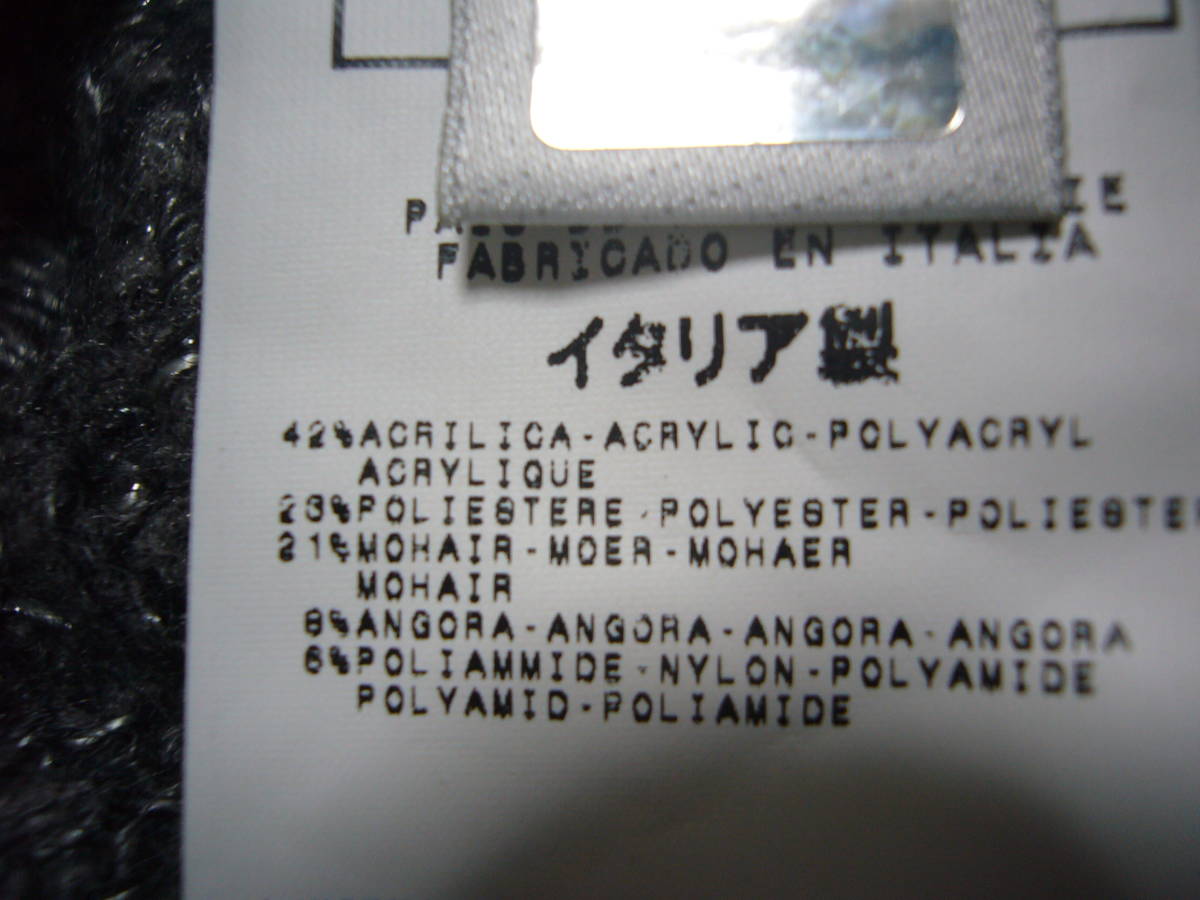 FABRICADO EN ITALIA
イタリア製
42%ACRILICA-ACRYLIC-POLYACRYL
ACRYLIQUE
23%POLIESTERE-POLYESTER-POLIESTE
21%MOHAIR-MOER-MOHAER
MOHAIR
8%ANGORA-ANGORA-ANGORA-ANGORA
6%POLIAMMIDE-NYLON-POLYAMIDE
POLYAMID-POLIAMIDE